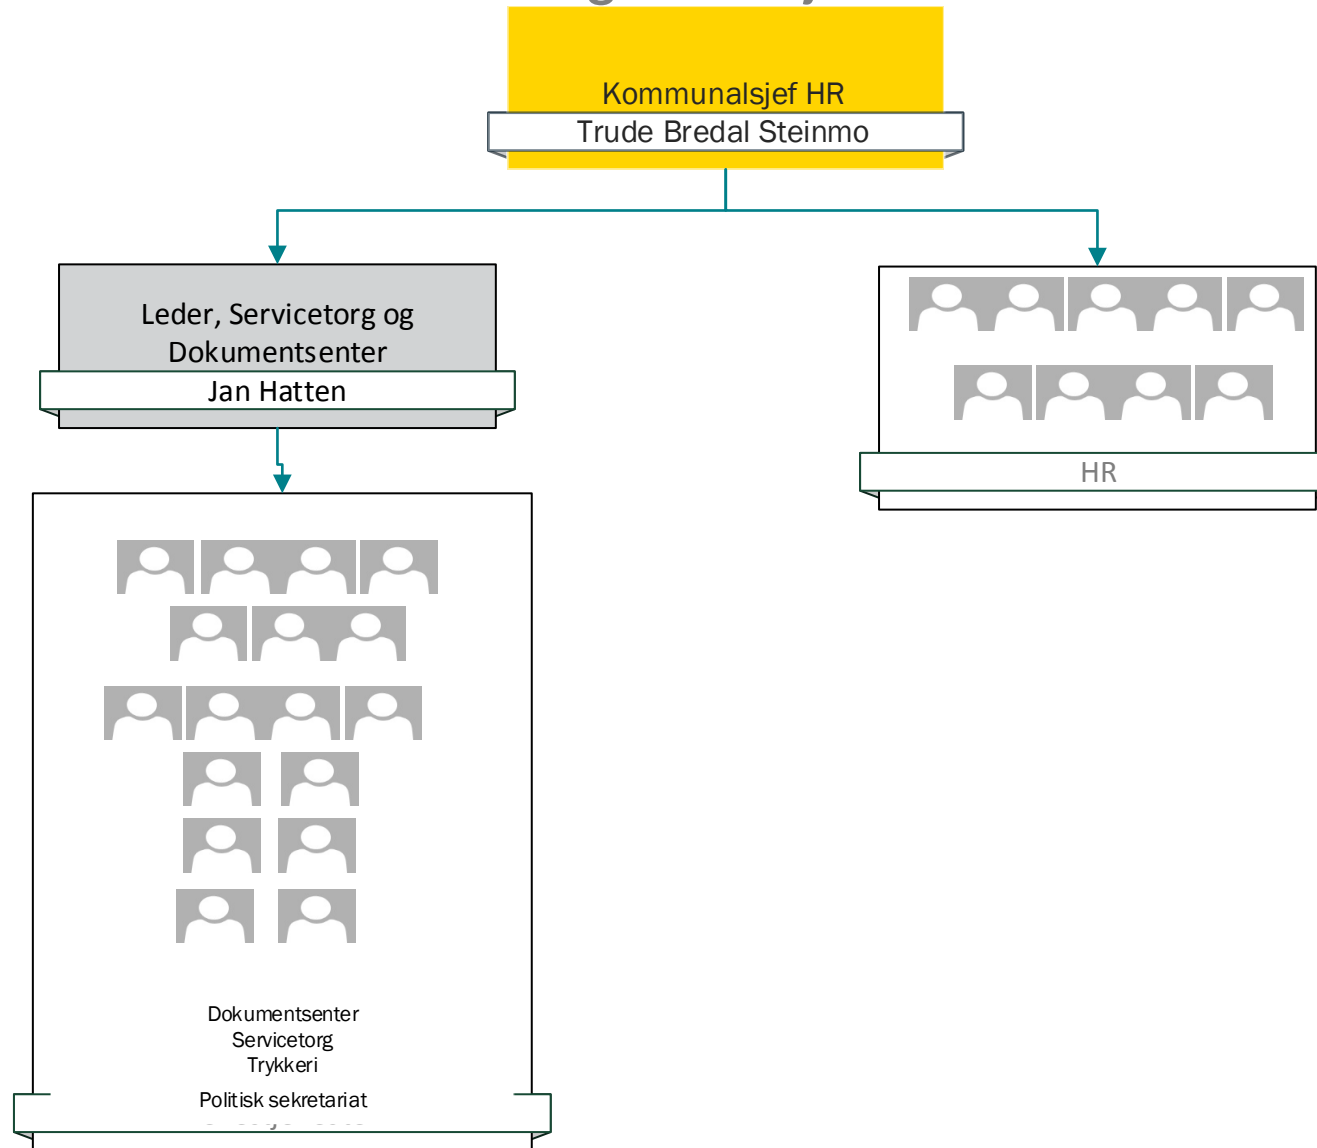 Kommunalsjef HR
Trude Bredal Steinmo
Leder, Servicetorg og
Dokumentsenter
Jan Hatten
HR
Dokumentsenter
Servicetorg
Trykkeri
Politisk sekretariat